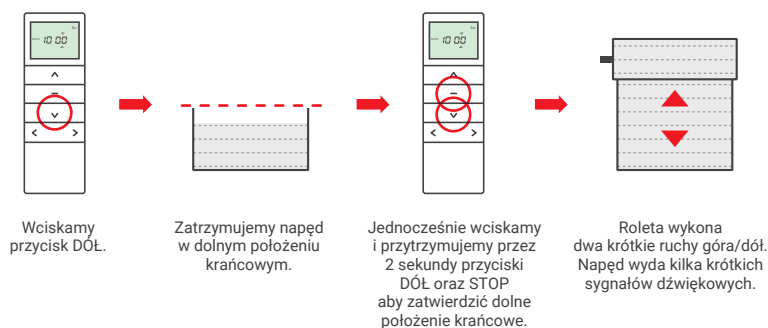 10:00
10:00
Wciskamy
przycisk DÓŁ.
Zatrzymujemy napęd
w dolnym położeniu
krańcowym.
Jednocześnie wciskamy
i przytrzymujemy przez
2 sekundy przyciski
DÓŁ oraz STOP
aby zatwierdzić dolne
położenie krańcowe.
Roleta wykona
dwa krótkie ruchy góra/dół.
Napęd wyda kilka krótkich
sygnałów dźwiękowych.